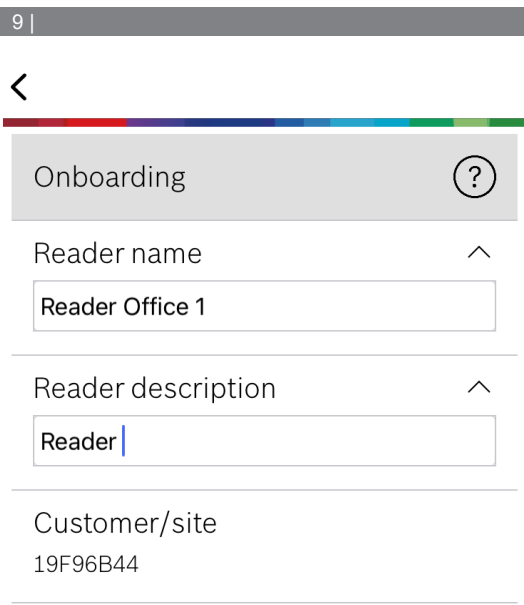 9 |
Onboarding
?
Reader name
Reader Office 1
Reader description
Reader
Customer/site
19F96B44